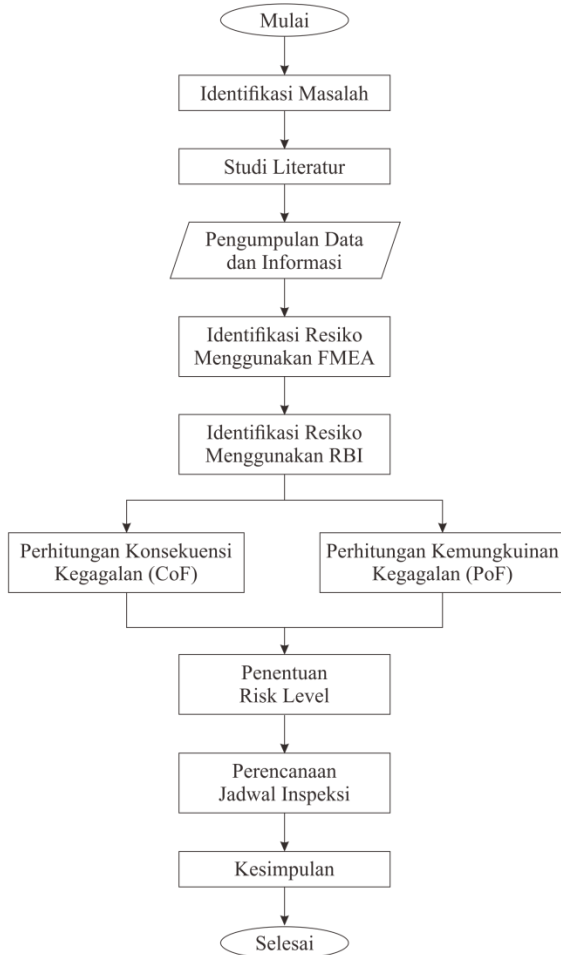 Mulai
Identifikasi Masalah
Studi Literatur
Pengumpulan Data
dan Informasi
Identifikasi Resiko
Menggunakan FMEA
Identifikasi Resiko
Menggunakan RBI
Perhitungan Konsekuensi
Kegagalan (CoF)
Perhitungan Kemungkuinan
Kegagalan (PoF)
Penentuan
Risk Level
Perencanaan
Jadwal Inspeksi
Kesimpulan
Selesai